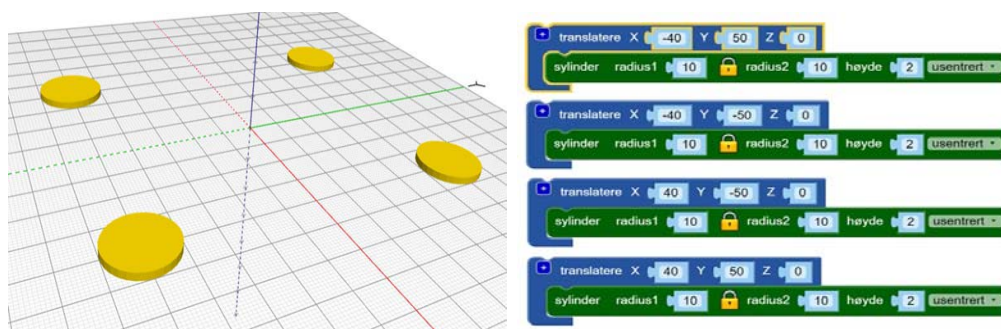 translatere X -40 Y 50 Z 0
sylinder radius1 10 radius2 10 høyde 2 usentrert
translatere X -40 Y -50 Z 0
sylinder radius1 10 radius2 10 høyde 2 usentrert
translatere X 40 Y -50 Z 0
sylinder radius1 10 radius2 10 høyde 2 usentrert
translatere X 40 Y 50 Z 0
sylinder radius1 10 radius2 10 høyde 2 usentrert